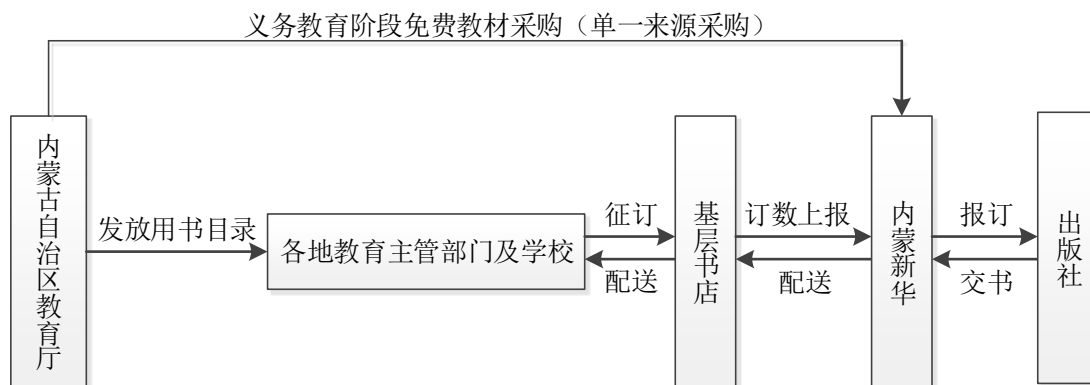 义务教育阶段免费教材采购（单一来源采购）
内蒙古自治区教育厅
发放用书目录
各地教育主管部门及学校
征订
配送
基层书店
订数上报
配送
内蒙新华
报订
交书
出版社